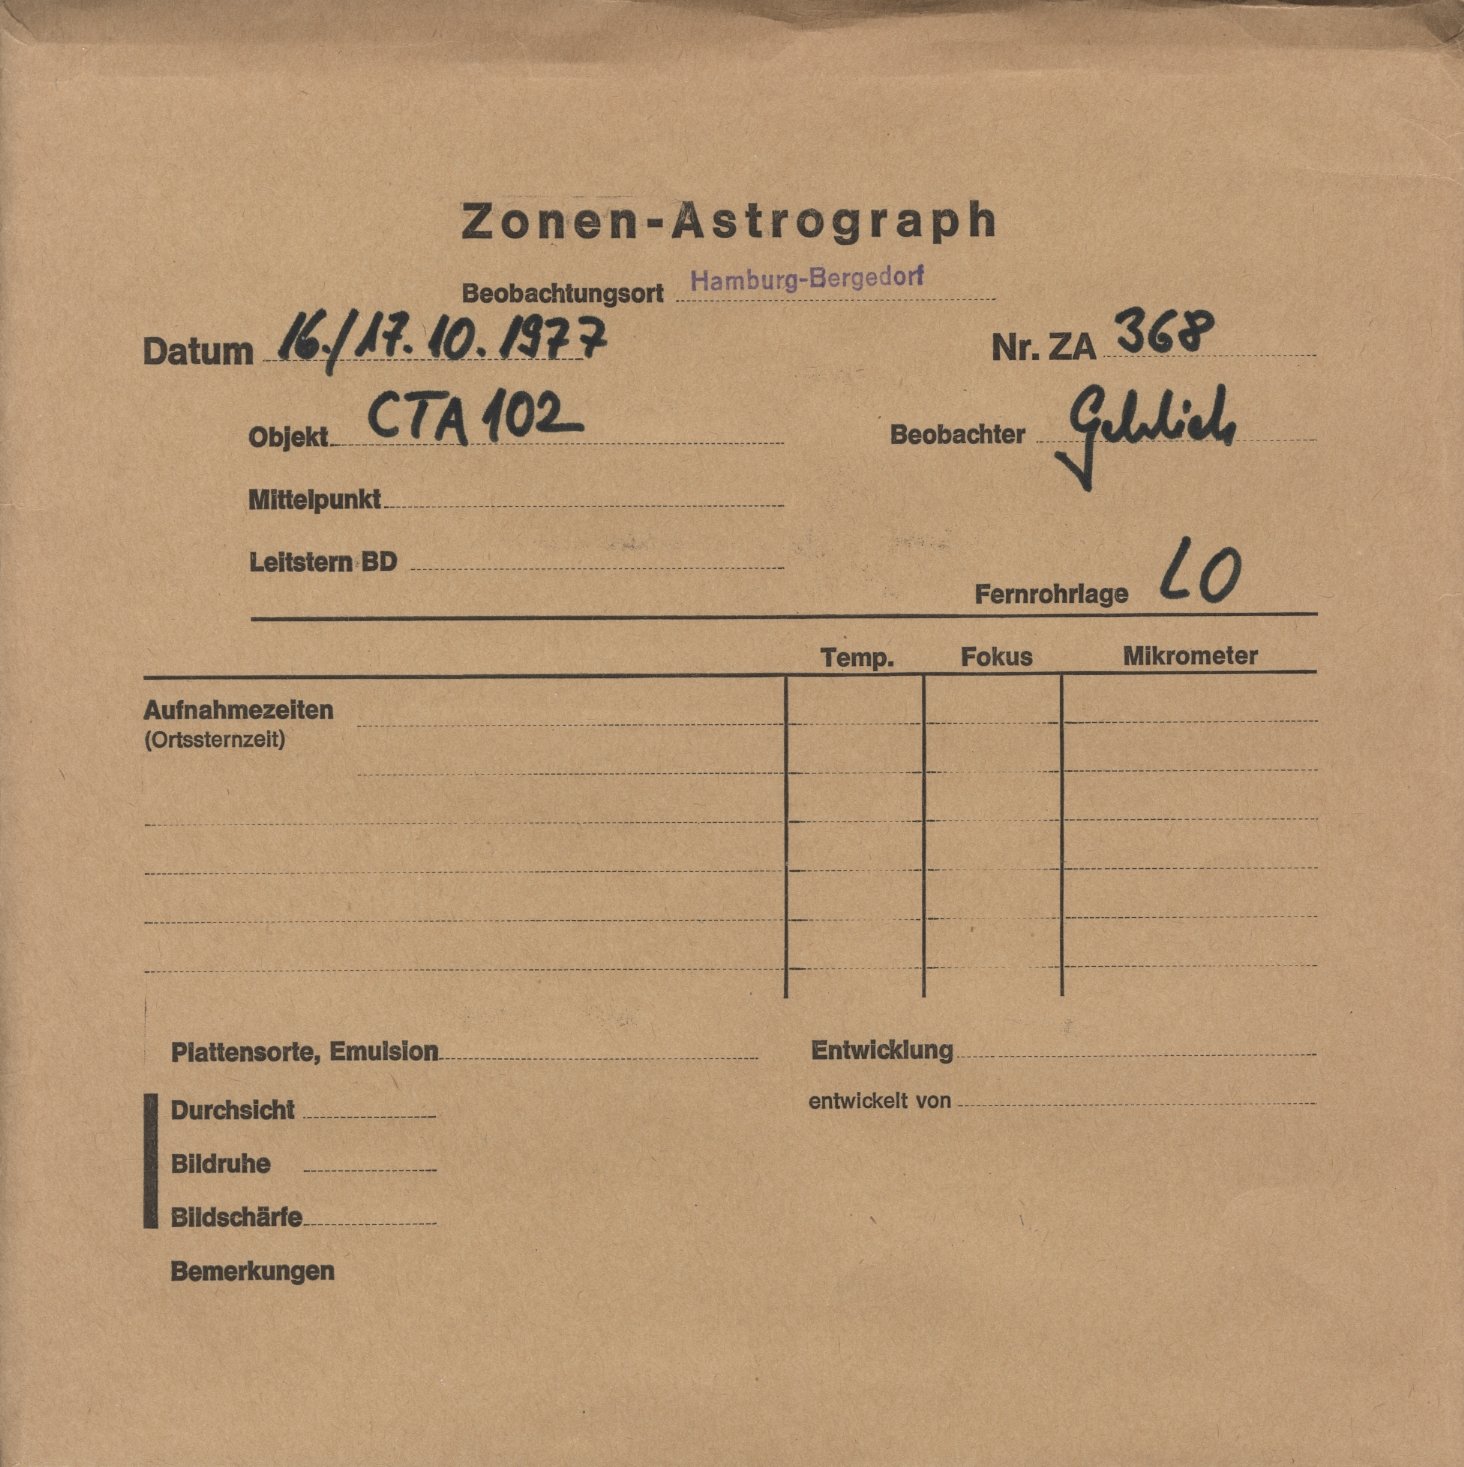 Zonen-Astrograph
Beobachtungsort Hamburg-Bergedorf
Datum 16./17.10.1977 Nr. ZA 368
Objekt CTA 102 Beobachter
Mittelpunkt
Leitstern BD
Fernrohrlage LO
Temp. Fokus Mikrometer
Aufnahmezeiten
(Ortssternzeit)
Plattensorte, Emulsion Entwicklung
Durchsicht entwickelt von
Bildruhe
Bildschärfe
Bemerkungen